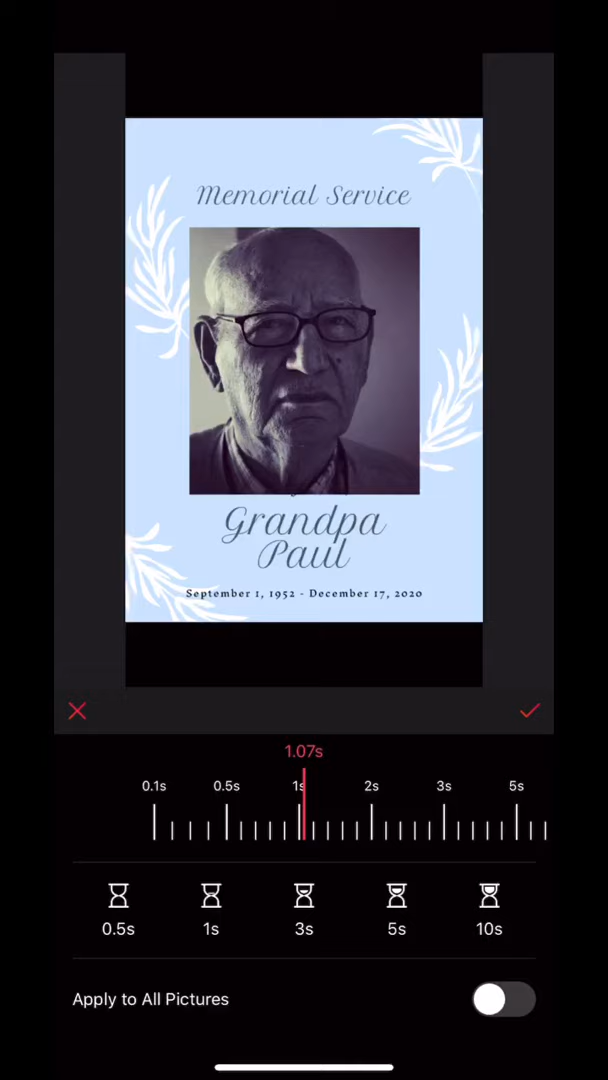 Memorial Service
Grandpa
Paul
September 1, 1952 - December 17, 2020
1.07s
0.1s 0.5s 1s 2s 3s 5s
0.5s 1s 3s 5s 10s
Apply to All Pictures